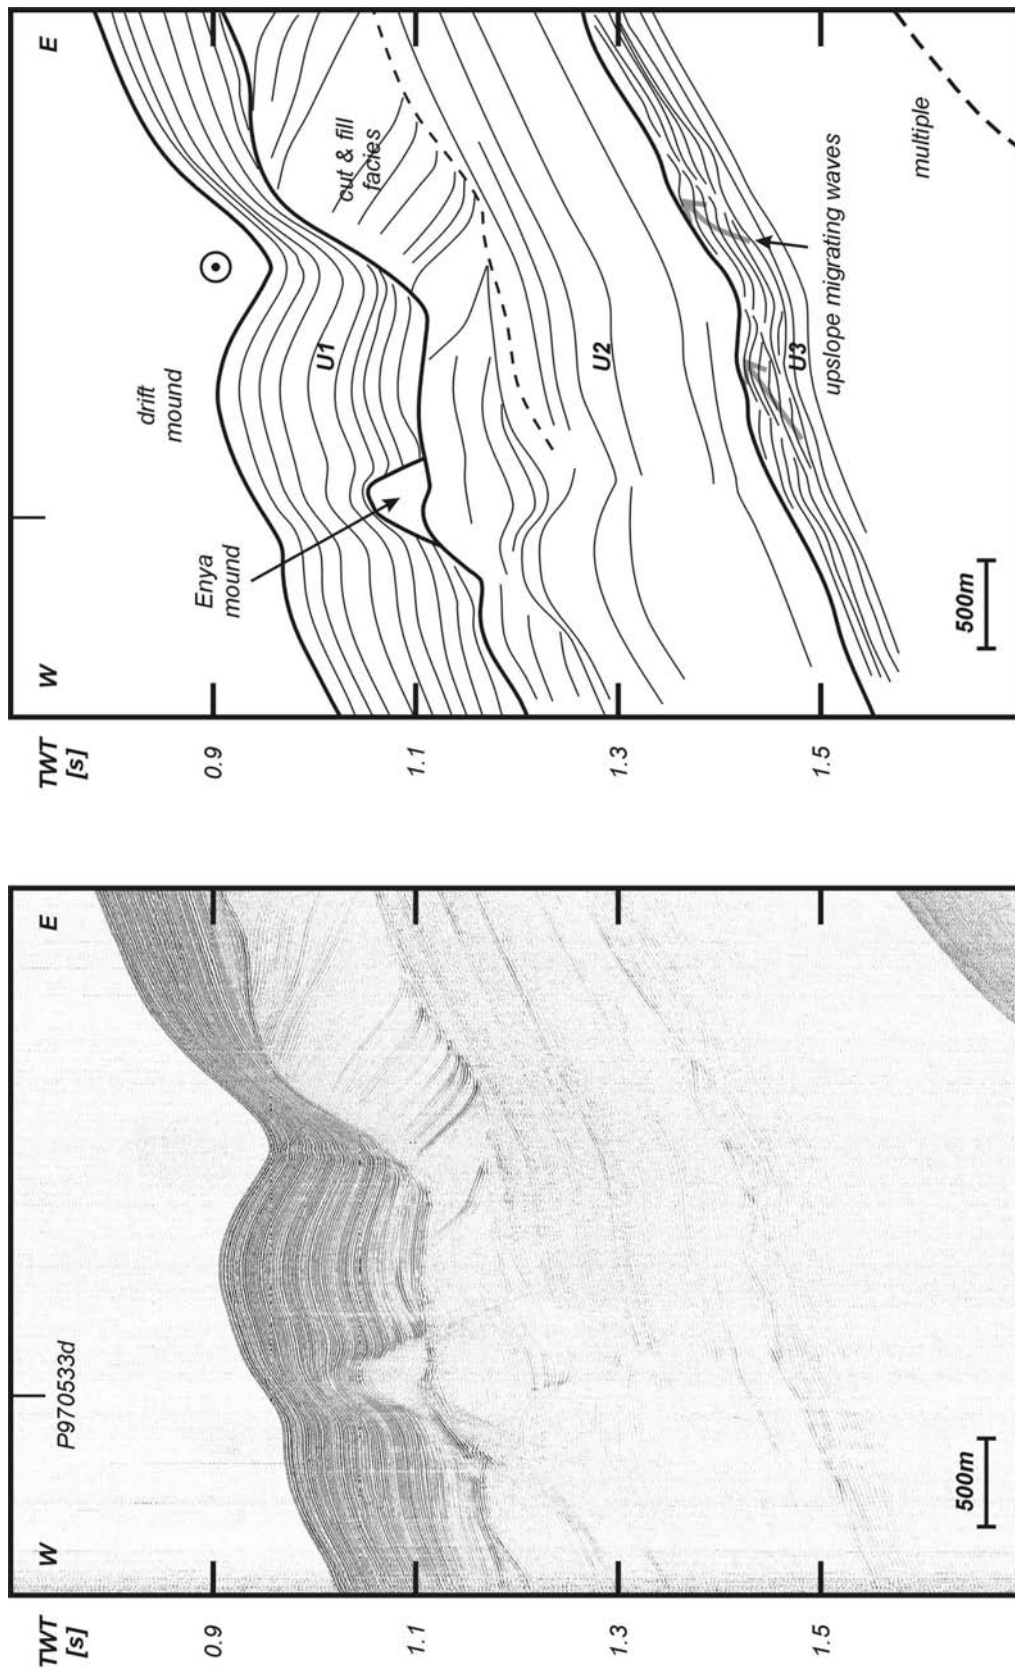 TWT
[s]
0.9
1.1
1.3
1.5
W
P970533d
E
500m
TWT
[s]
0.9
1.1
1.3
1.5
W
E
Enya
mound
drift
mound
U1
cut & fill
facies
U2
U3
upslope migrating waves
multiple
500m